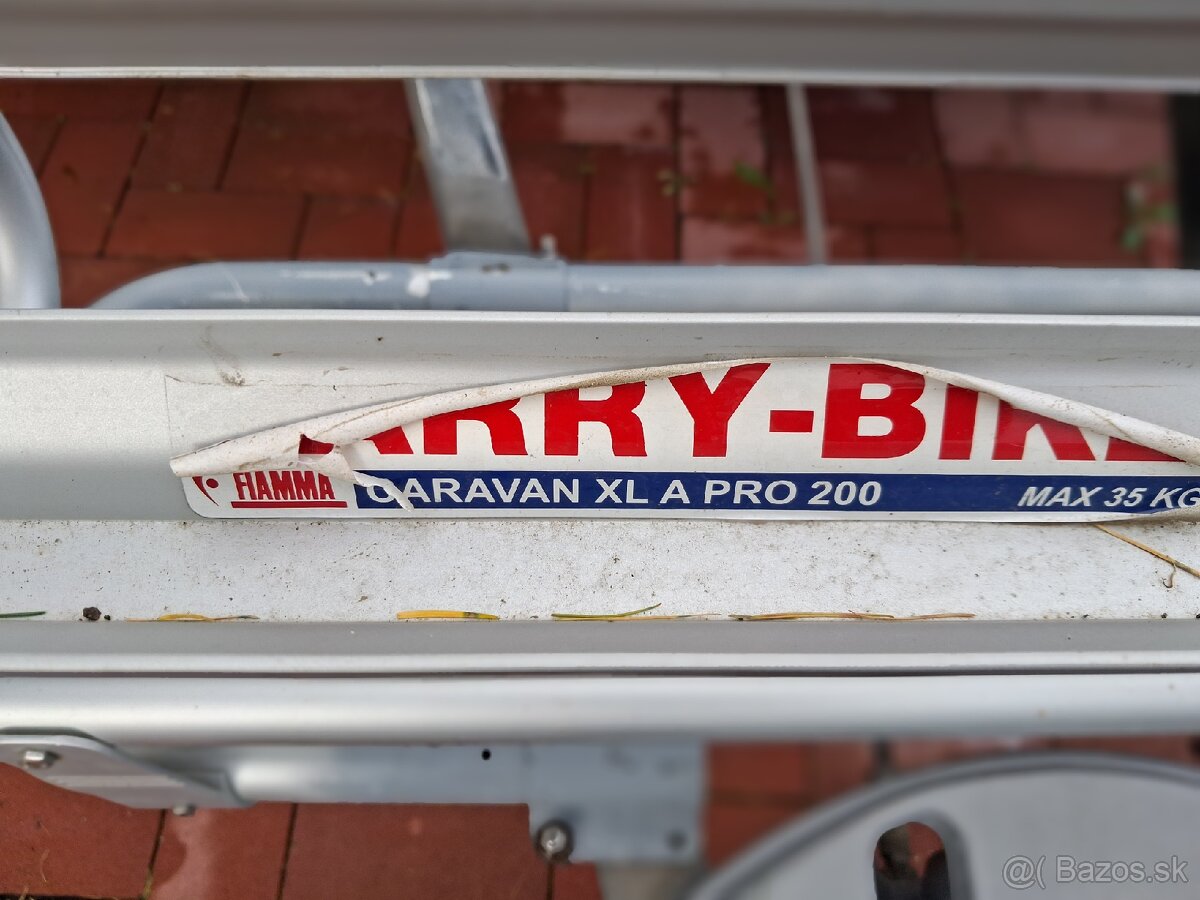 ARRY-BIK
FIAMMA
CARAVAN XL A PRO 200 MAX 35 KG
@( Bazos.sk